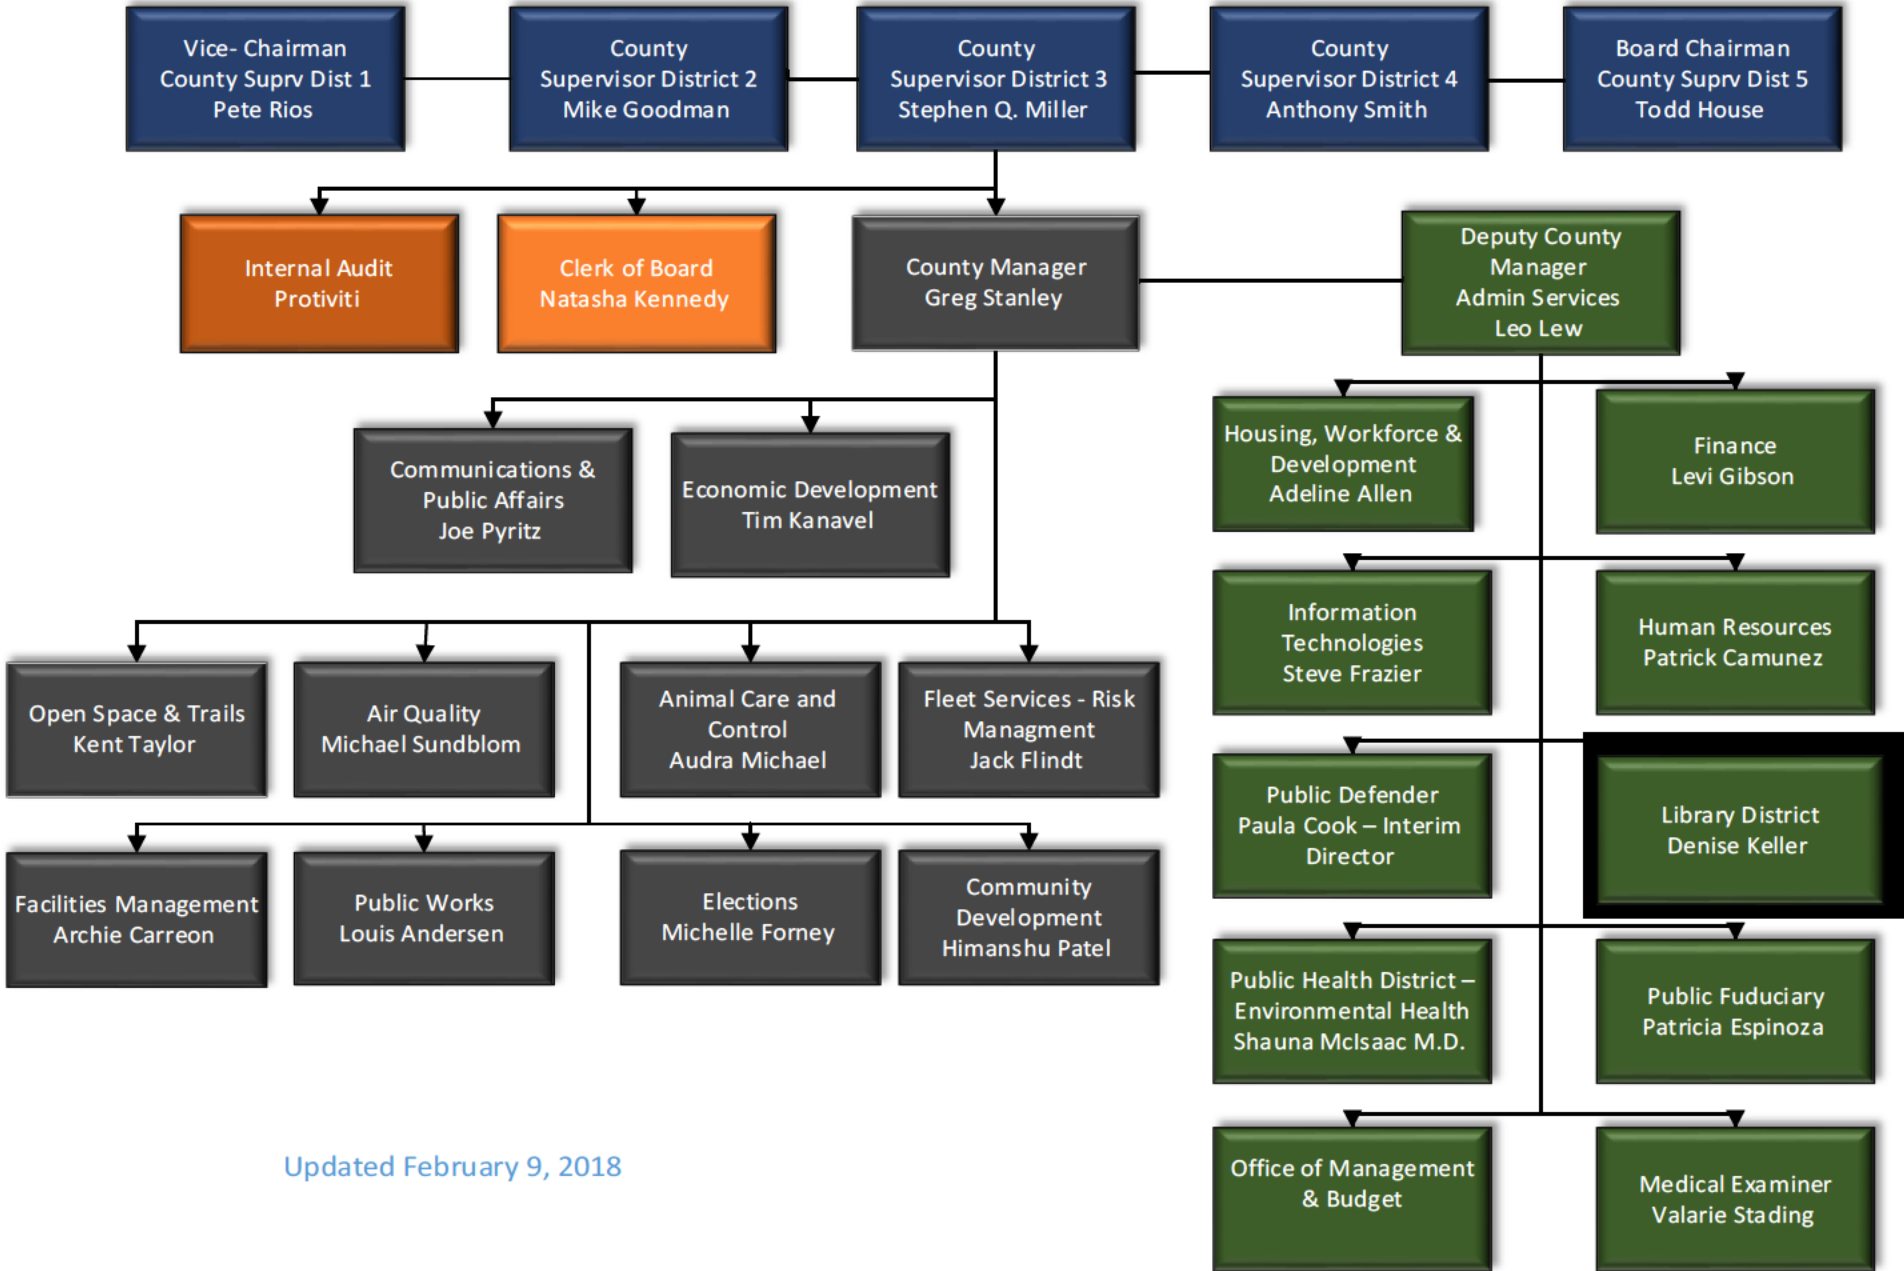 Vice- Chairman
County Suprv Dist 1
Pete Rios
County
Supervisor District 2
Mike Goodman
County
Supervisor District 3
Stephen Q. Miller
County
Supervisor District 4
Anthony Smith
Board Chairman
County Suprv Dist 5
Todd House
Internal Audit
Protiviti
Clerk of Board
Natasha Kennedy
County Manager
Greg Stanley
Deputy County
Manager
Admin Services
Leo Lew
Communications &
Public Affairs
Joe Pyritz
Economic Development
Tim Kanavel
Housing, Workforce &
Development
Adeline Allen
Finance
Levi Gibson
Information
Technologies
Steve Frazier
Human Resources
Patrick Camunez
Open Space & Trails
Kent Taylor
Air Quality
Michael Sundblom
Animal Care and
Control
Audra Michael
Fleet Services - Risk
Managment
Jack Flindt
Public Defender
Paula Cook – Interim
Director
Library District
Denise Keller
Facilities Management
Archie Carreon
Public Works
Louis Andersen
Elections
Michelle Forney
Community
Development
Himanshu Patel
Public Health District –
Environmental Health
Shauna McIsaac M.D.
Public Fuduciary
Patricia Espinoza
Office of Management
& Budget
Medical Examiner
Valarie Stading
Updated February 9, 2018